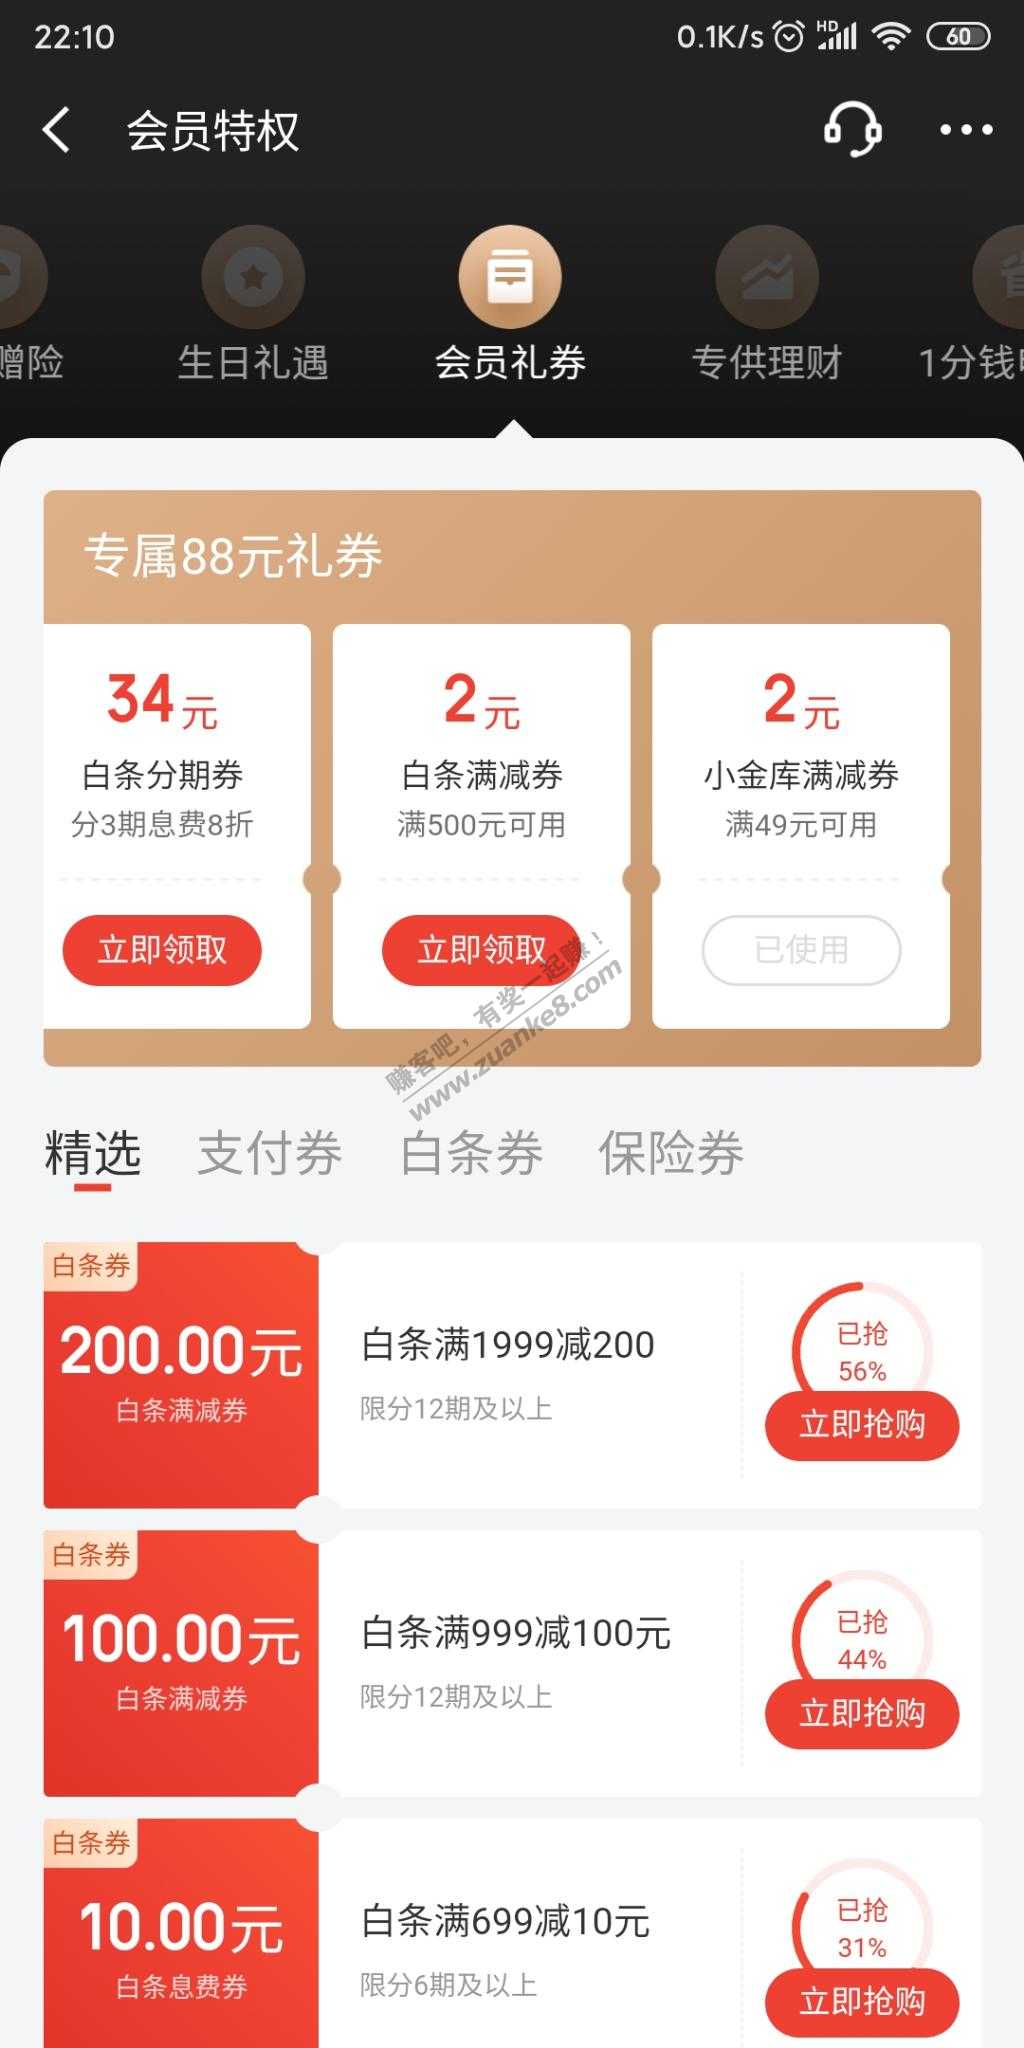 22:10
0.1K/s HD 60
会员特权
赠险
生日礼遇
会员礼券
专供理财
省
1分钱
专属88元礼券
34元
白条分期券
分3期息费8折
立即领取
2元
白条满减券
满500元可用
立即领取
2元
小金库满减券
满49元可用
已使用
赚客吧，有奖一起赚！
www.zuanke8.com
精选
支付券
白条券
保险券
白条券
200.00元
白条满减券
白条满1999减200
限分12期及以上
已抢
56%
立即抢购
白条券
100.00元
白条满减券
白条满999减100元
限分12期及以上
已抢
44%
立即抢购
白条券
10.00元
白条息费券
白条满699减10元
限分6期及以上
已抢
31%
立即抢购